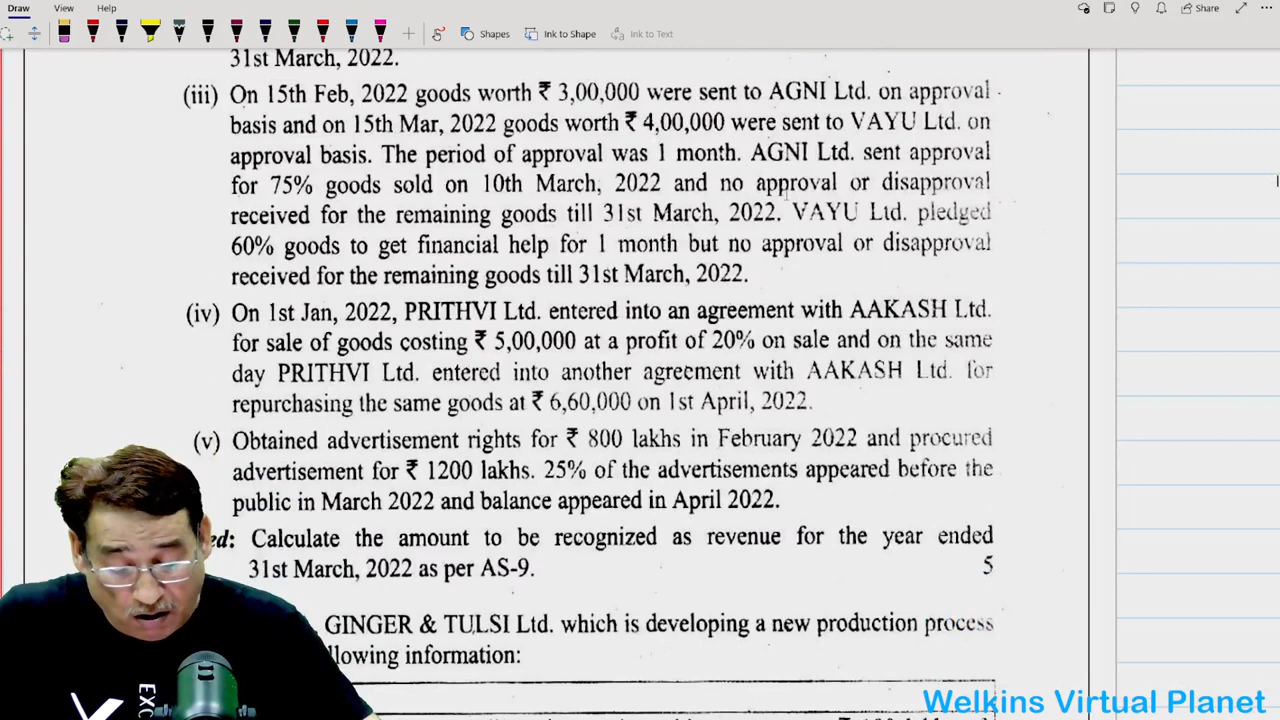 Draw View Help
Shapes Ink to Shape Ink to Text Share
31st March, 2022.
(iii) On 15th Feb, 2022 goods worth ₹ 3,00,000 were sent to AGNI Ltd. on approval
basis and on 15th Mar, 2022 goods worth ₹ 4,00,000 were sent to VAYU Ltd. on
approval basis. The period of approval was 1 month. AGNI Ltd. sent approval
for 75% goods sold on 10th March, 2022 and no approval or disapproval
received for the remaining goods till 31st March, 2022. VAYU Ltd. pledged
60% goods to get financial help for 1 month but no approval or disapproval
received for the remaining goods till 31st March, 2022.
(iv) On 1st Jan, 2022, PRITHVI Ltd. entered into an agreement with AAKASH Ltd.
for sale of goods costing ₹ 5,00,000 at a profit of 20% on sale and on the same
day PRITHVI Ltd. entered into another agreement with AAKASH Ltd. for
repurchasing the same goods at ₹ 6,60,000 on 1st April, 2022.
(v) Obtained advertisement rights for ₹ 800 lakhs in February 2022 and procured
advertisement for ₹ 1200 lakhs. 25% of the advertisements appeared before the
public in March 2022 and balance appeared in April 2022.
ed: Calculate the amount to be recognized as revenue for the year ended
31st March, 2022 as per AS-9. 5
GINGER & TULSI Ltd. which is developing a new production process
llowing information:
EXC
Welkins Virtual Planet